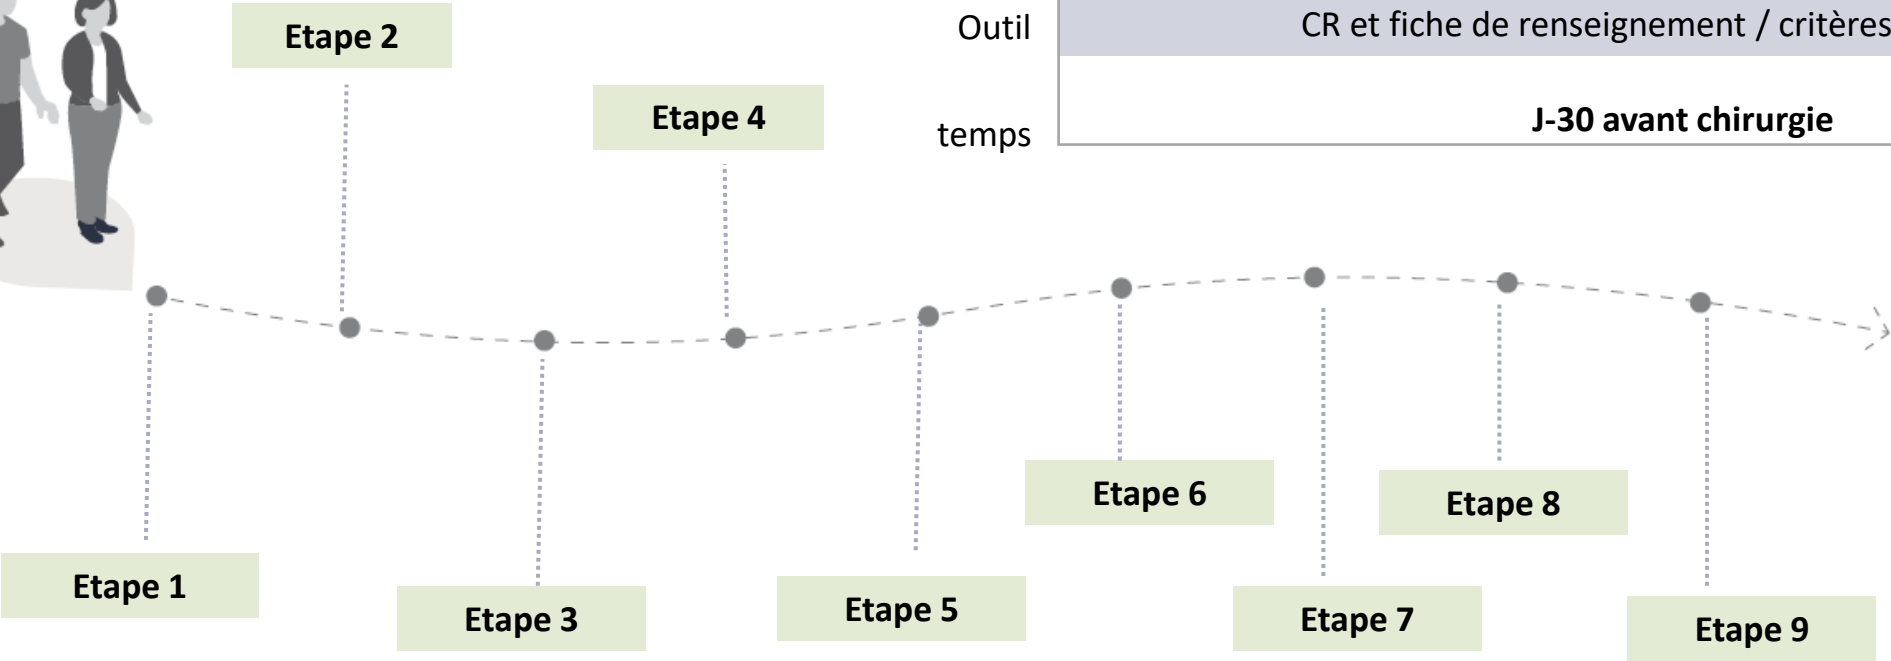 Etape 2
Outil
CR et fiche de renseignement / critères
Etape 4
temps
J-30 avant chirurgie
Etape 6
Etape 8
Etape 1
Etape 3
Etape 5
Etape 7
Etape 9